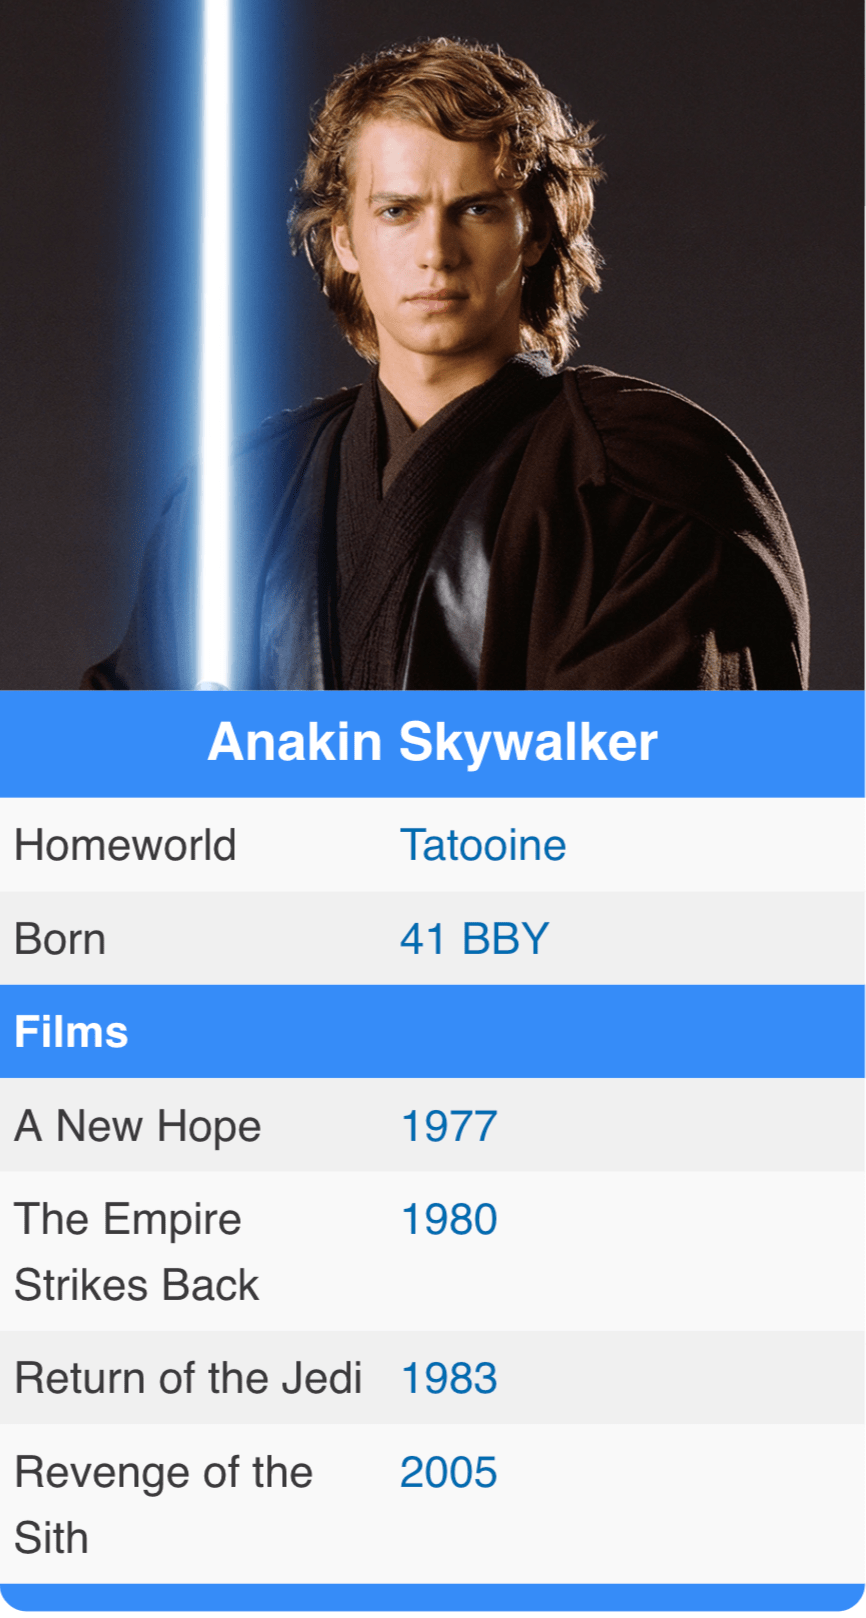 Anakin Skywalker
Homeworld Tatooine
Born 41 BBY
Films
A New Hope 1977
The Empire 1980
Strikes Back
Return of the Jedi 1983
Revenge of the 2005
Sith